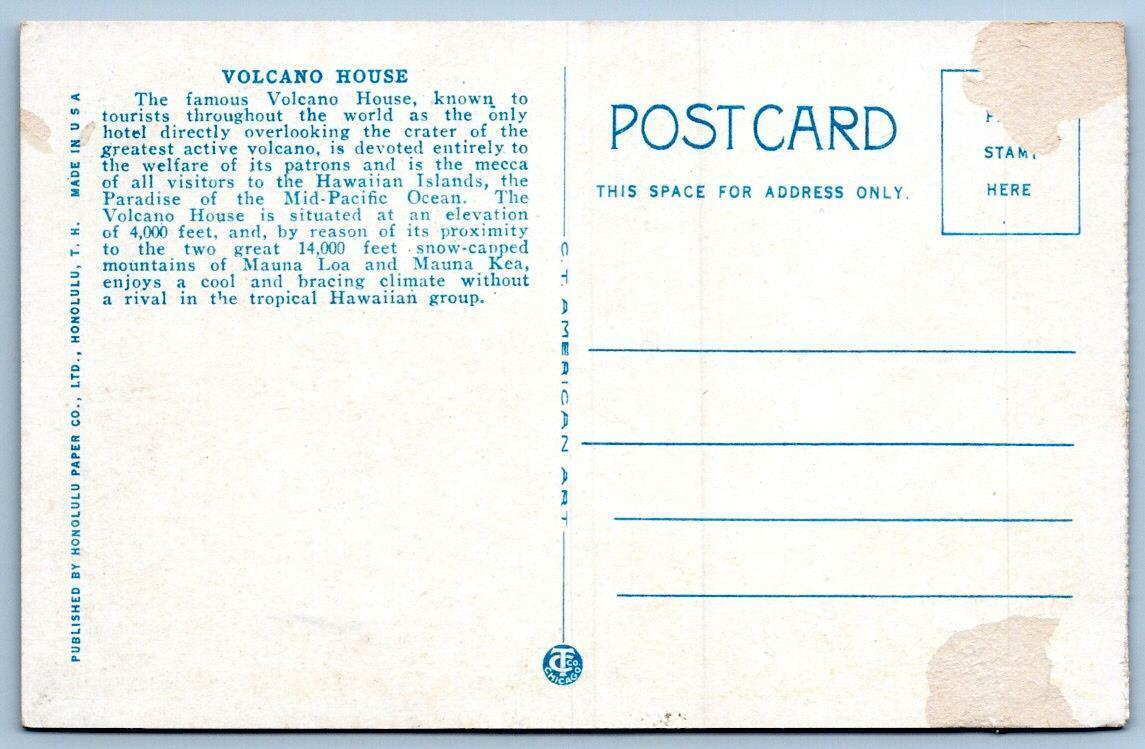 VOLCANO HOUSE
The famous Volcano House, known to
tourists throughout the world as the only
hotel directly overlooking the crater of the
greatest active volcano, is devoted entirely to
the welfare of its patrons and is the mecca
of all visitors to the Hawaiian Islands, the
Paradise of the Mid-Pacific Ocean. The
Volcano House is situated at an elevation
of 4,000 feet, and, by reason of its proximity
to the two great 14,000 feet snow-capped
mountains of Mauna Loa and Mauna Kea,
enjoys a cool and bracing climate without
a rival in the tropical Hawaiian group.
PUBLISHED BY HONOLULU PAPER CO., LTD., HONOLULU, T. H. MADE IN U S A
C. T. AMERICAN ART
CT CO. CHICAGO
POST CARD
THIS SPACE FOR ADDRESS ONLY.
STAMP
HERE